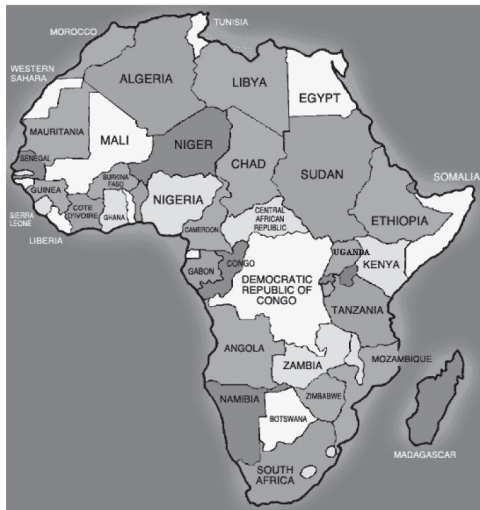 TUNISIA
MOROCCO
WESTERN
SAHARA
ALGERIA
LIBYA
EGYPT
MAURITANIA
MALI
NIGER
CHAD
SUDAN
SOMALIA
SENEGAL
BURKINA
FASO
GUINEA
NIGERIA
SIERRA
LEONE
COTE
D'IVOIRE
GHANA
LIBERIA
CENTRAL
AFRICAN
REPUBLIC
ETHIOPIA
CAMEROON
UGANDA
KENYA
GABON
CONGO
DEMOCRATIC
REPUBLIC OF
CONGO
TANZANIA
ANGOLA
ZAMBIA
MOZAMBIQUE
NAMIBIA
ZIMBABWE
BOTSWANA
MADAGASCAR
SOUTH
AFRICA